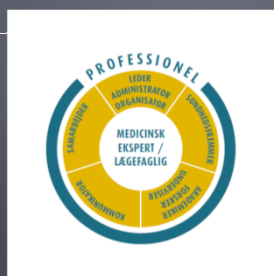 PROFESSIONEL
LEDER
ADMINISTRATOR
ORGANISATOR
SUNDHEDSFREMMER
AKADEMIKER
FORSKER
UNDERVISER
KOMMUNIKATOR
SAMARBEJDER
MEDICINSK
EKSPERT /
LÆGEFAGLIG